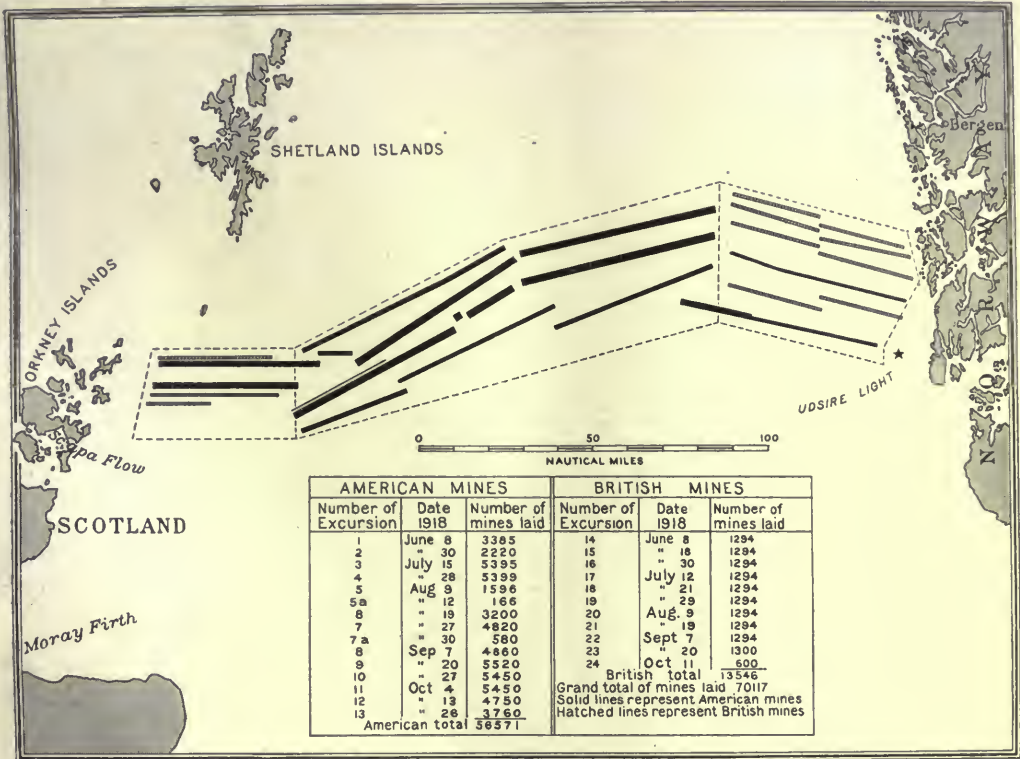 NORWAY
Bergen
SHETLAND ISLANDS
ORKNEY ISLANDS
UDSIRE LIGHT
Scapa Flow
SCOTLAND
Moray Firth
0 50 100
NAUTICAL MILES
AMERICAN MINES BRITISH MINES
Number of Date Number of Number of Date Number of
Excursion 1918 mines laid Excursion 1918 mines laid
1 June 8 3385 14 June 8 1294
2 " 30 2220 15 " 18 1294
3 July 15 5395 16 " 30 1294
4 " 28 5399 17 July 12 1294
5 Aug 9 1596 18 " 21 1294
5a " 12 166 19 " 29 1294
8 " 19 3200 20 Aug. 9 1294
7 " 27 4820 21 " 19 1294
7a " 30 580 22 Sept 7 1294
8 Sep 7 4860 23 " 20 1300
9 " 20 5520 24 Oct 11 600
10 " 27 5450 British total 13546
11 Oct 4 5450 Grand total of mines laid 70117
12 " 13 4750 Solid lines represent American mines
13 " 26 3760 Hatched lines represent British mines
American total 56571